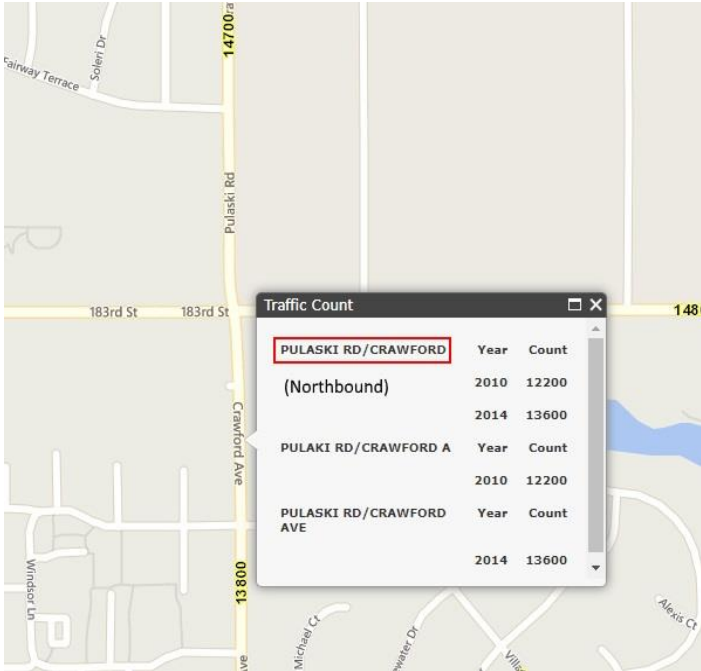 14700
Soleri Dr
Fairway Terrace
Pulaski Rd
183rd St
183rd St
Traffic Count
148
PULASKI RD/CRAWFORD Year Count
(Northbound) 2010 12200
2014 13600
PULAKI RD/CRAWFORD A Year Count
2010 12200
PULASKI RD/CRAWFORD Year Count
AVE
2014 13600
Crawford Ave
13800
Windsor Ln
Michael Ct
Alexis Ct